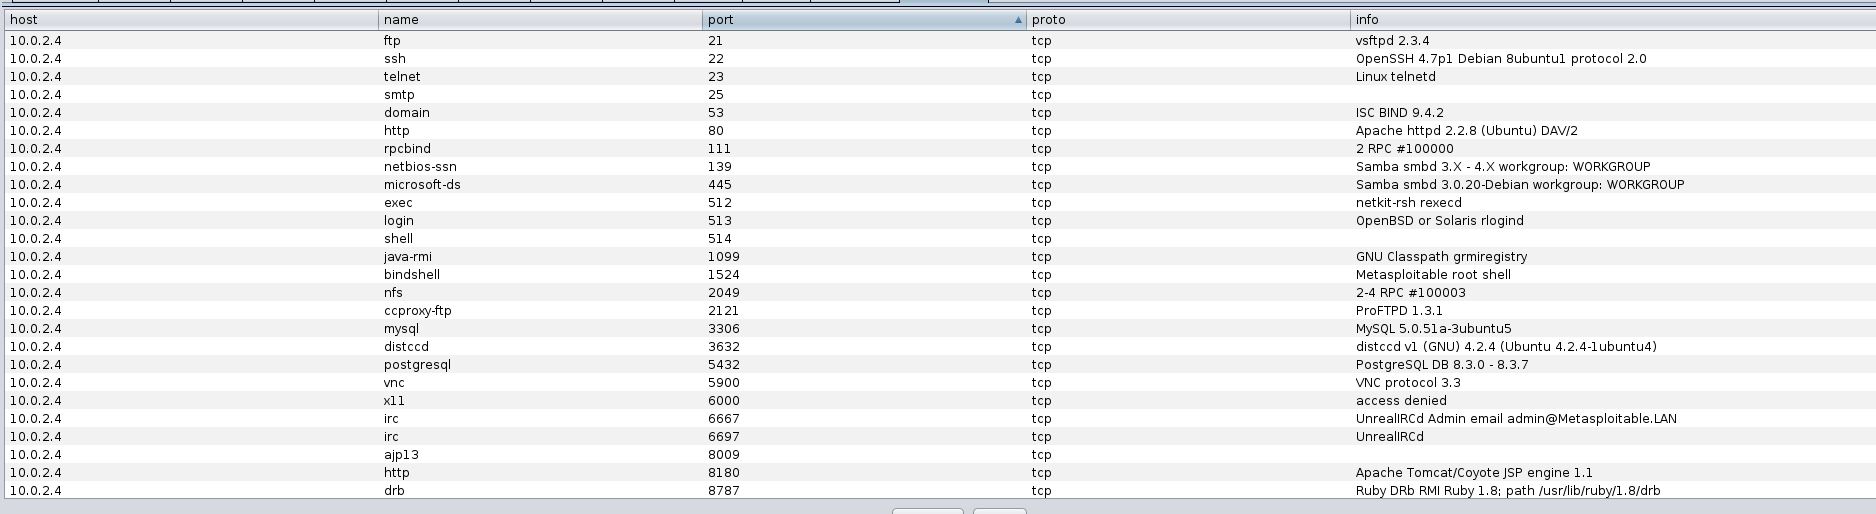 host name port proto info
10.0.2.4 ftp 21 tcp vsftpd 2.3.4
10.0.2.4 ssh 22 tcp OpenSSH 4.7p1 Debian 8ubuntu1 protocol 2.0
10.0.2.4 telnet 23 tcp Linux telnetd
10.0.2.4 smtp 25 tcp
10.0.2.4 domain 53 tcp ISC BIND 9.4.2
10.0.2.4 http 80 tcp Apache httpd 2.2.8 (Ubuntu) DAV/2
10.0.2.4 rpcbind 111 tcp 2 RPC #100000
10.0.2.4 netbios-ssn 139 tcp Samba smbd 3.X - 4.X workgroup: WORKGROUP
10.0.2.4 microsoft-ds 445 tcp Samba smbd 3.0.20-Debian workgroup: WORKGROUP
10.0.2.4 exec 512 tcp netkit-rsh rexecd
10.0.2.4 login 513 tcp OpenBSD or Solaris rlogind
10.0.2.4 shell 514 tcp
10.0.2.4 java-rmi 1099 tcp GNU Classpath grmiregistry
10.0.2.4 bindshell 1524 tcp Metasploitable root shell
10.0.2.4 nfs 2049 tcp 2-4 RPC #100003
10.0.2.4 ccproxy-ftp 2121 tcp ProFTPD 1.3.1
10.0.2.4 mysql 3306 tcp MySQL 5.0.51a-3ubuntu5
10.0.2.4 distccd 3632 tcp distccd v1 (GNU) 4.2.4 (Ubuntu 4.2.4-1ubuntu4)
10.0.2.4 postgresql 5432 tcp PostgreSQL DB 8.3.0 - 8.3.7
10.0.2.4 vnc 5900 tcp VNC protocol 3.3
10.0.2.4 x11 6000 tcp access denied
10.0.2.4 irc 6667 tcp UnrealIRCd Admin email admin@Metasploitable.LAN
10.0.2.4 irc 6697 tcp UnrealIRCd
10.0.2.4 ajp13 8009 tcp
10.0.2.4 http 8180 tcp Apache Tomcat/Coyote JSP engine 1.1
10.0.2.4 drb 8787 tcp Ruby DRb RMI Ruby 1.8; path /usr/lib/ruby/1.8/drb